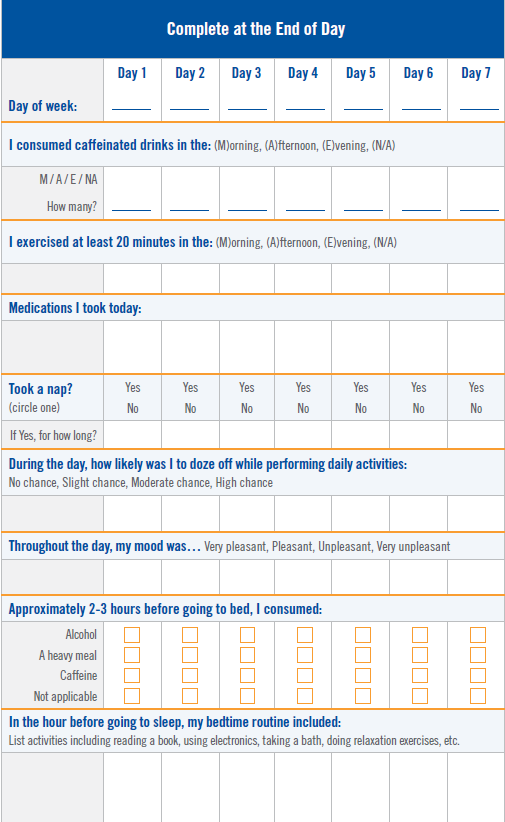 Complete at the End of Day
Day 1 Day 2 Day 3 Day 4 Day 5 Day 6 Day 7
Day of week:
I consumed caffeinated drinks in the: (M)orning, (A)fternoon, (E)vening, (N/A)
M / A / E / NA
How many?
I exercised at least 20 minutes in the: (M)orning, (A)fternoon, (E)vening, (N/A)
Medications I took today:
Took a nap? Yes Yes Yes Yes Yes Yes Yes
(circle one) No No No No No No No
If Yes, for how long?
During the day, how likely was I to doze off while performing daily activities:
No chance, Slight chance, Moderate chance, High chance
Throughout the day, my mood was... Very pleasant, Pleasant, Unpleasant, Very unpleasant
Approximately 2-3 hours before going to bed, I consumed:
Alcohol
A heavy meal
Caffeine
Not applicable
In the hour before going to sleep, my bedtime routine included:
List activities including reading a book, using electronics, taking a bath, doing relaxation exercises, etc.